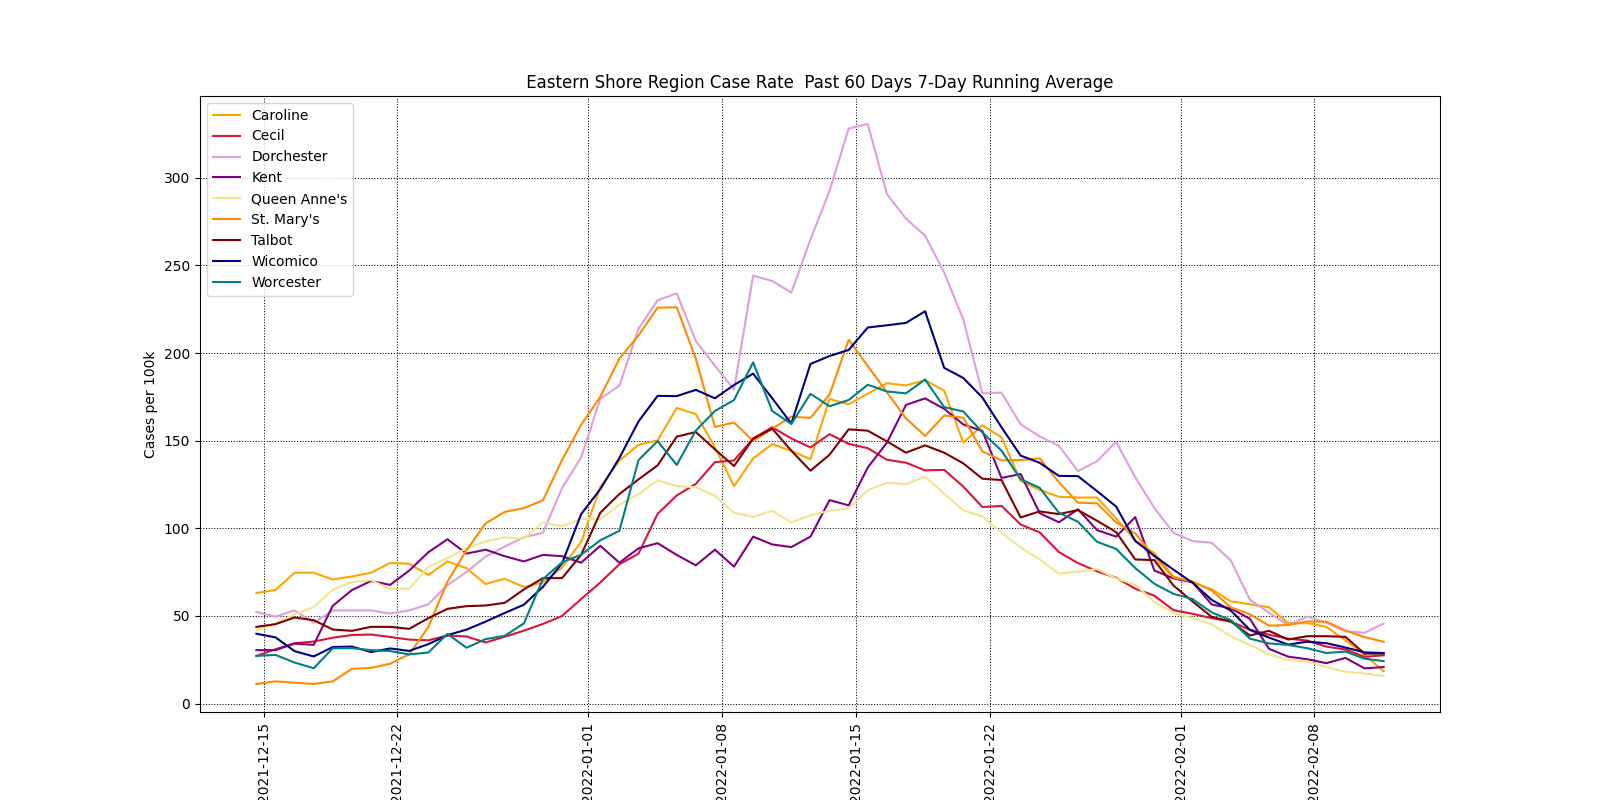 Eastern Shore Region Case Rate  Past 60 Days 7-Day Running Average
Caroline
Cecil
Dorchester
Kent
Queen Anne's
St. Mary's
Talbot
Wicomico
Worcester
Cases per 100k
300
250
200
150
100
50
0
2021-12-15
2021-12-22
2022-01-01
2022-01-08
2022-01-15
2022-01-22
2022-02-01
2022-02-08